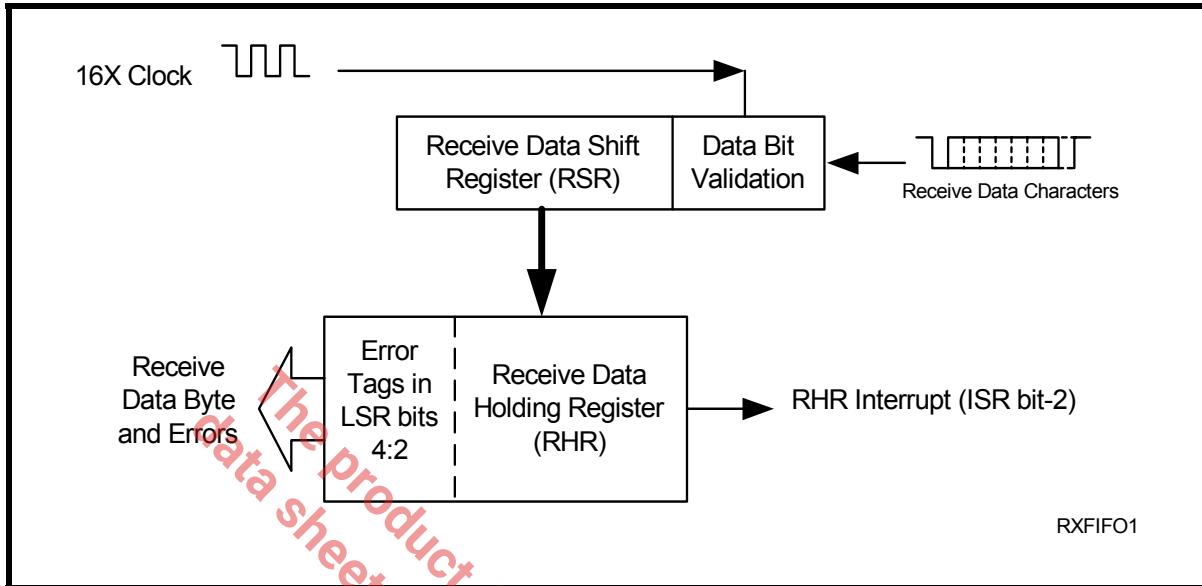 16X Clock
Receive Data Shift
Register (RSR)
Data Bit
Validation
Receive Data Characters
Receive
Data Byte
and Errors
Error
Tags in
LSR bits
4:2
Receive Data
Holding Register
(RHR)
RHR Interrupt (ISR bit-2)
The product
data sheet
RXFIFO1